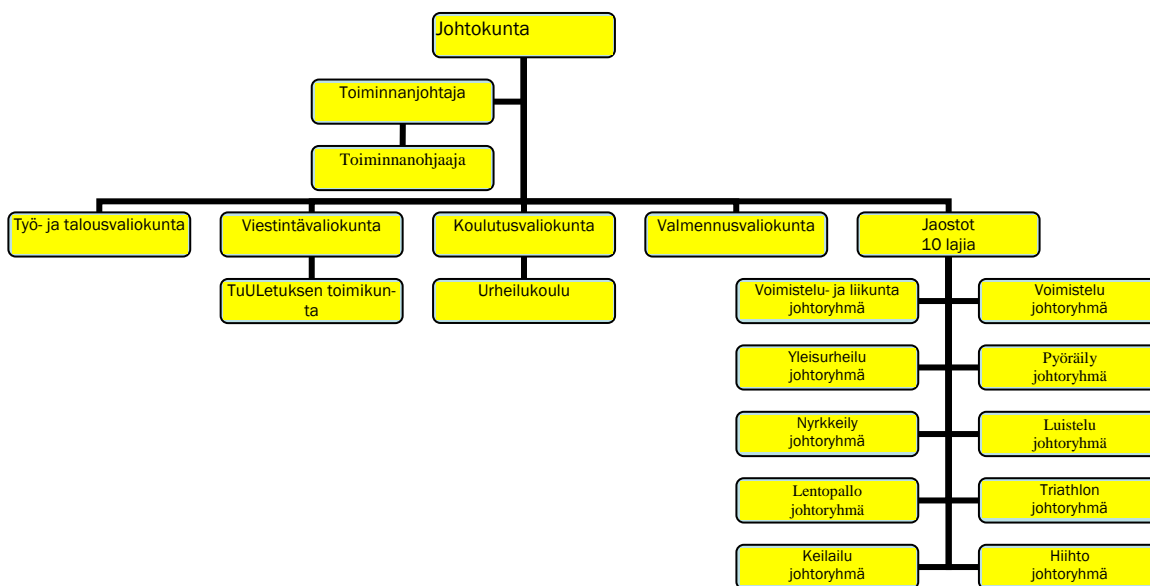 Johtokunta
Toiminnanjohtaja
Toiminnanohjaaja
Työ- ja talousvaliokunta
Viestintävaliokunta
Koulutusvaliokunta
Valmennusvaliokunta
Jaostot
10 lajia
TuULetuksen toimikun-
ta
Urheilukoulu
Voimistelu- ja liikunta
johtoryhmä
Voimistelu
johtoryhmä
Yleisurheilu
johtoryhmä
Pyöräily
johtoryhmä
Nyrkkeily
johtoryhmä
Luistelu
johtoryhmä
Lentopallo
johtoryhmä
Triathlon
johtoryhmä
Keilailu
johtoryhmä
Hiihto
johtoryhmä